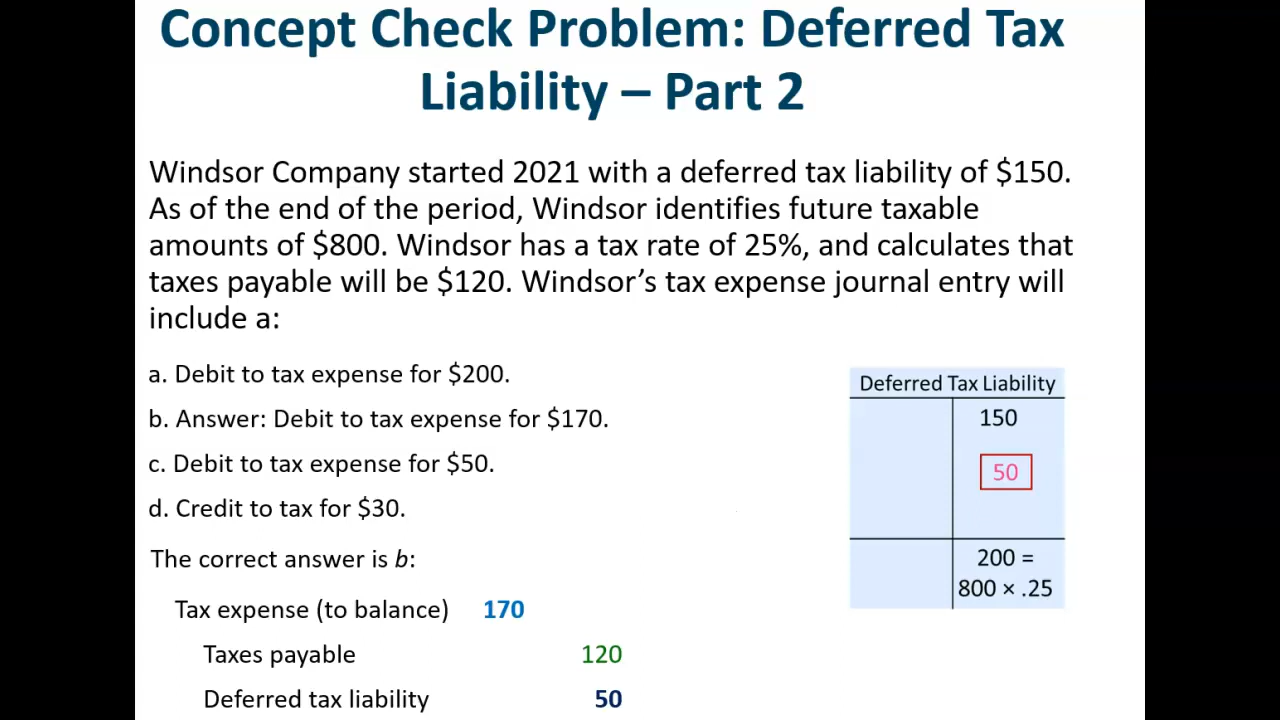 Concept Check Problem: Deferred Tax
Liability – Part 2
Windsor Company started 2021 with a deferred tax liability of $150.
As of the end of the period, Windsor identifies future taxable
amounts of $800. Windsor has a tax rate of 25%, and calculates that
taxes payable will be $120. Windsor’s tax expense journal entry will
include a:
a. Debit to tax expense for $200.
b. Answer: Debit to tax expense for $170.
c. Debit to tax expense for $50.
d. Credit to tax for $30.
The correct answer is b:
Tax expense (to balance) 170
Taxes payable 120
Deferred tax liability 50
Deferred Tax Liability
150
50
200 =
800 × .25